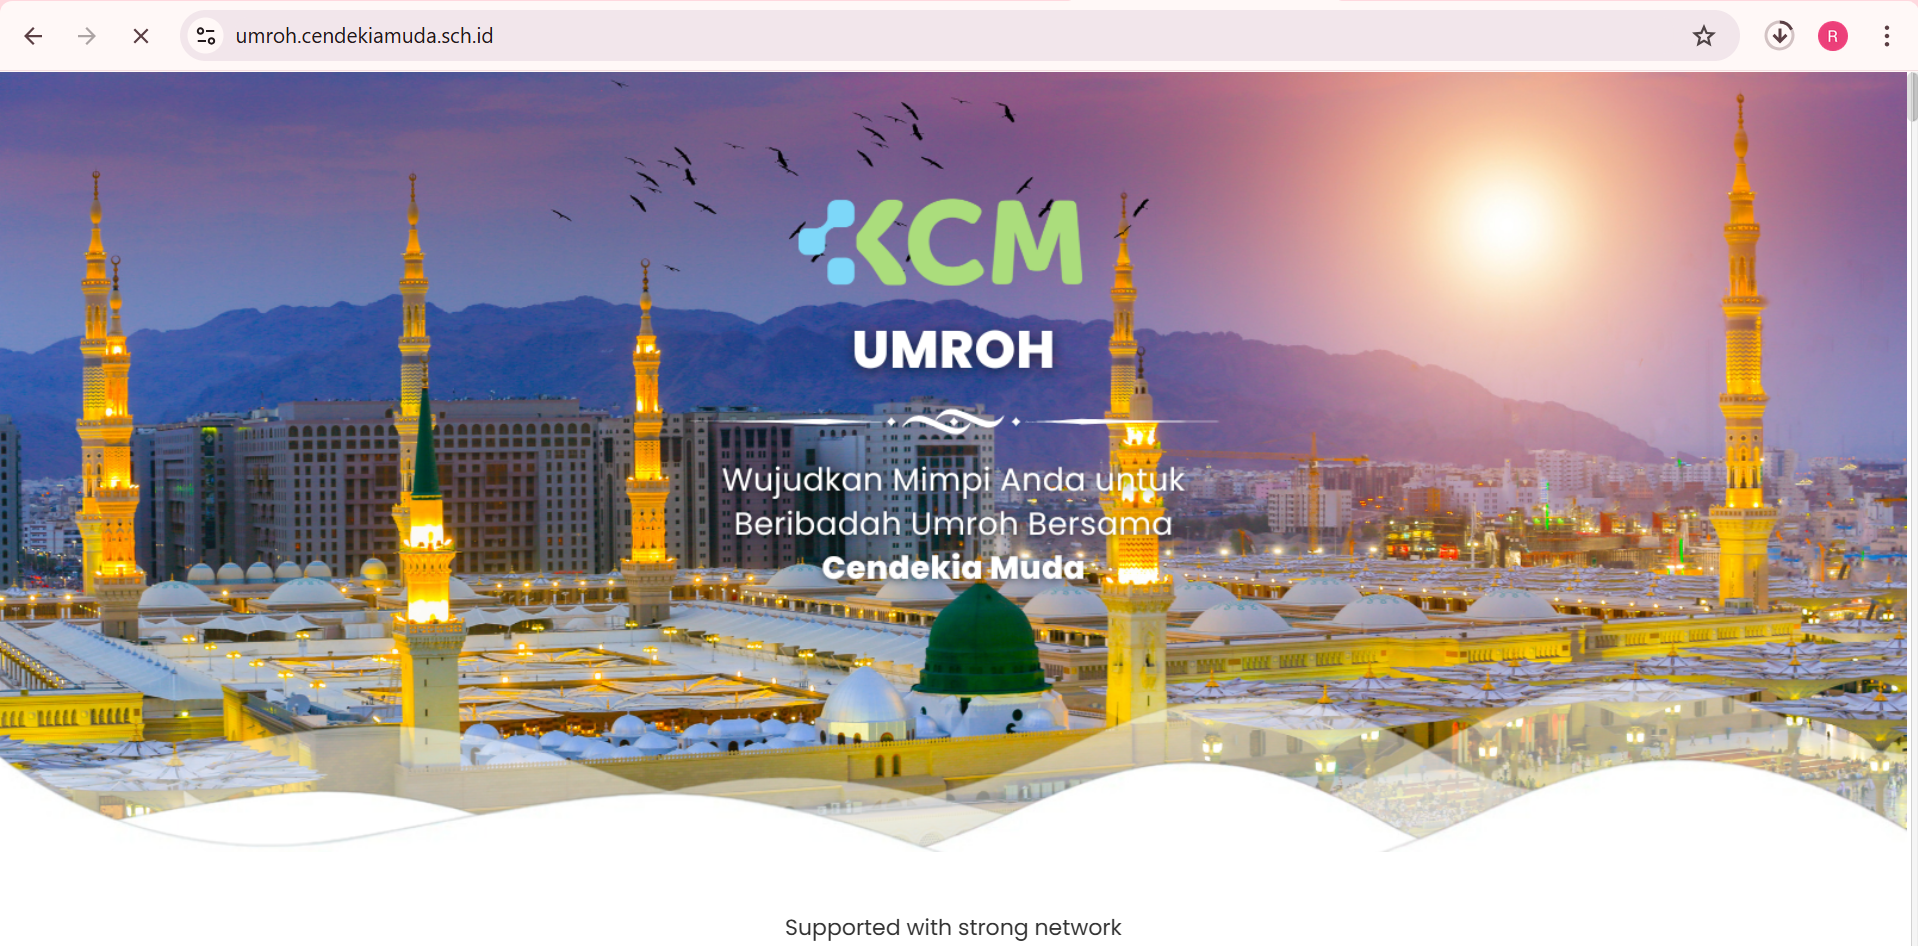 umroh.cendekiamuda.sch.id
R
KCM
UMROH
Wujudkan Mimpi Anda untuk
Beribadah Umroh Bersama
Cendekia Muda
Supported with strong network